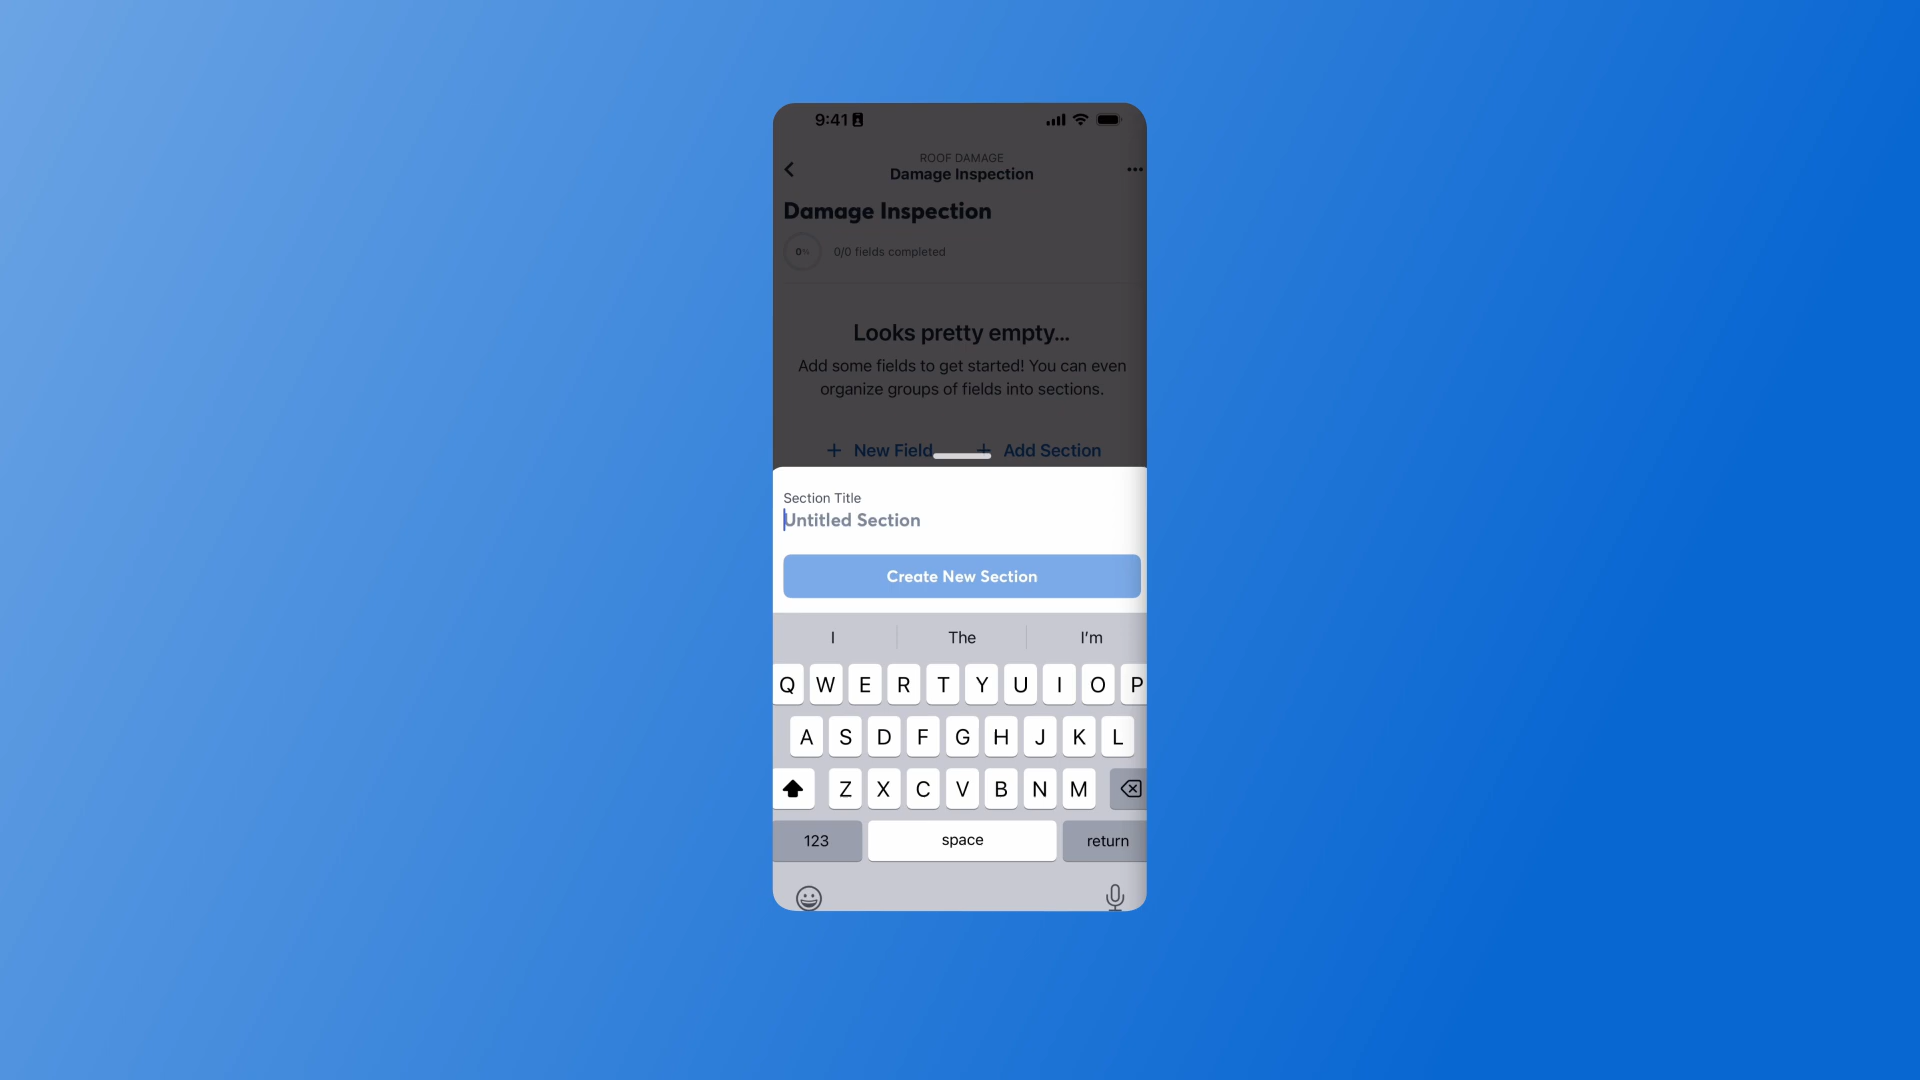 9:41
ROOF DAMAGE
Damage Inspection
Damage Inspection
0%
0/0 fields completed
Looks pretty empty...
Add some fields to get started! You can even
organize groups of fields into sections.
+ New Field + Add Section
Section Title
Untitled Section
Create New Section
I The I'm
Q W E R T Y U I O P
A S D F G H J K L
Z X C V B N M
123 space return